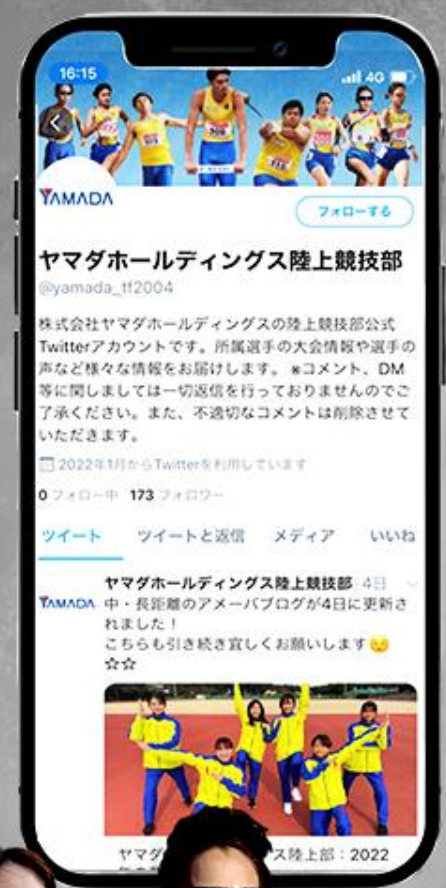 16:15
4G
YAMADA
フォローする
ヤマダホールディングス陸上競技部
@yamada_tf2004
株式会社ヤマダホールディングスの陸上競技部公式
Twitterアカウントです。所属選手の大会情報や選手の
声など様々な情報をお届けします。 ※コメント、DM
等に関しましては一切返信を行っておりませんのでご
了承ください。また、不適切なコメントは削除させて
いただきます。
2022年1月からTwitterを利用しています
0 フォロー中 173 フォロワー
ツイート ツイートと返信 メディア いいね
ヤマダホールディングス陸上競技部 4日
YAMADA 中・長距離のアメーバブログが4日に更新さ
れました！
こちらも引き続き宜しくお願いします😌
☆☆
ス陸上部：2022